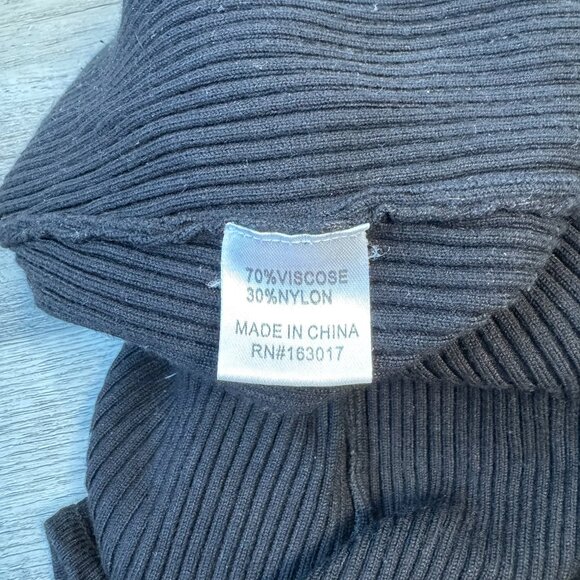 70%VISCOSE
30%NYLON
MADE IN CHINA
RN#163017